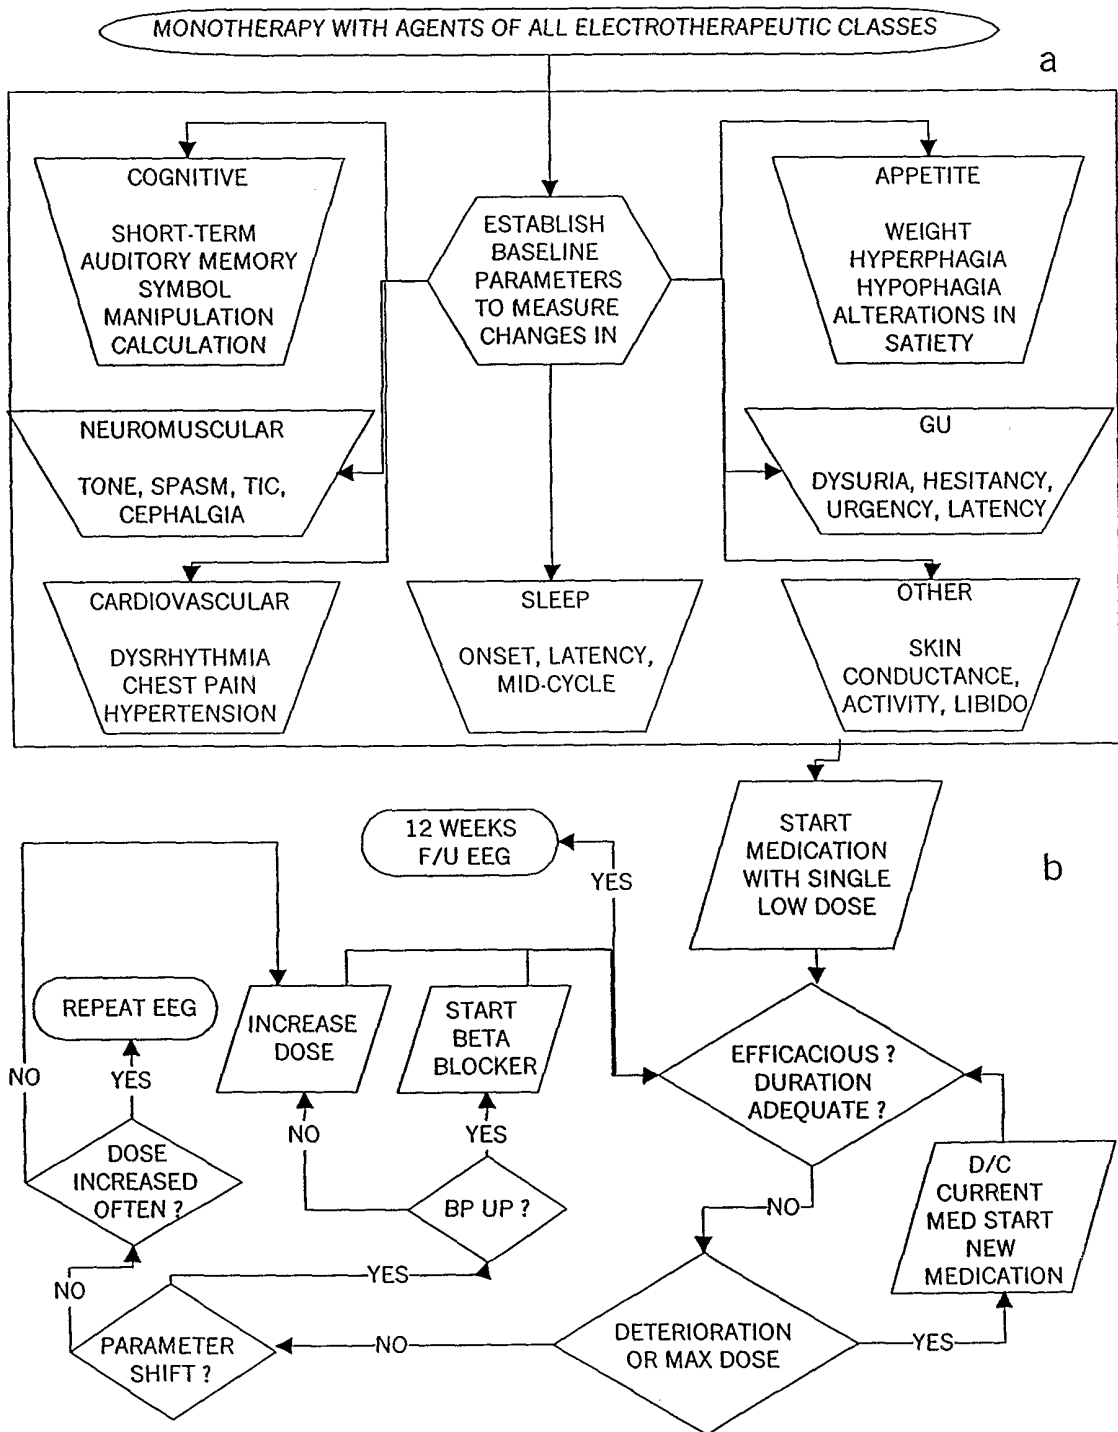 MONOTHERAPY WITH AGENTS OF ALL ELECTROTHERAPEUTIC CLASSES
a
COGNITIVE
SHORT-TERM
AUDITORY MEMORY
SYMBOL
MANIPULATION
CALCULATION
ESTABLISH
BASELINE
PARAMETERS
TO MEASURE
CHANGES IN
APPETITE
WEIGHT
HYPERPHAGIA
HYPOPHAGIA
ALTERATIONS IN
SATIETY
NEUROMUSCULAR
TONE, SPASM, TIC,
CEPHALGIA
GU
DYSURIA, HESITANCY,
URGENCY, LATENCY
CARDIOVASCULAR
DYSRHYTHMIA
CHEST PAIN
HYPERTENSION
SLEEP
ONSET, LATENCY,
MID-CYCLE
OTHER
SKIN
CONDUCTANCE,
ACTIVITY, LIBIDO
START
MEDICATION
WITH SINGLE
LOW DOSE
b
12 WEEKS
F/U EEG
YES
REPEAT EEG
INCREASE
DOSE
START
BETA
BLOCKER
EFFICACIOUS ?
DURATION
ADEQUATE ?
NO
YES
NO
YES
DOSE
INCREASED
OFTEN ?
BP UP ?
NO
D/C
CURRENT
MED START
NEW
MEDICATION
NO
YES
PARAMETER
SHIFT ?
NO
DETERIORATION
OR MAX DOSE
YES